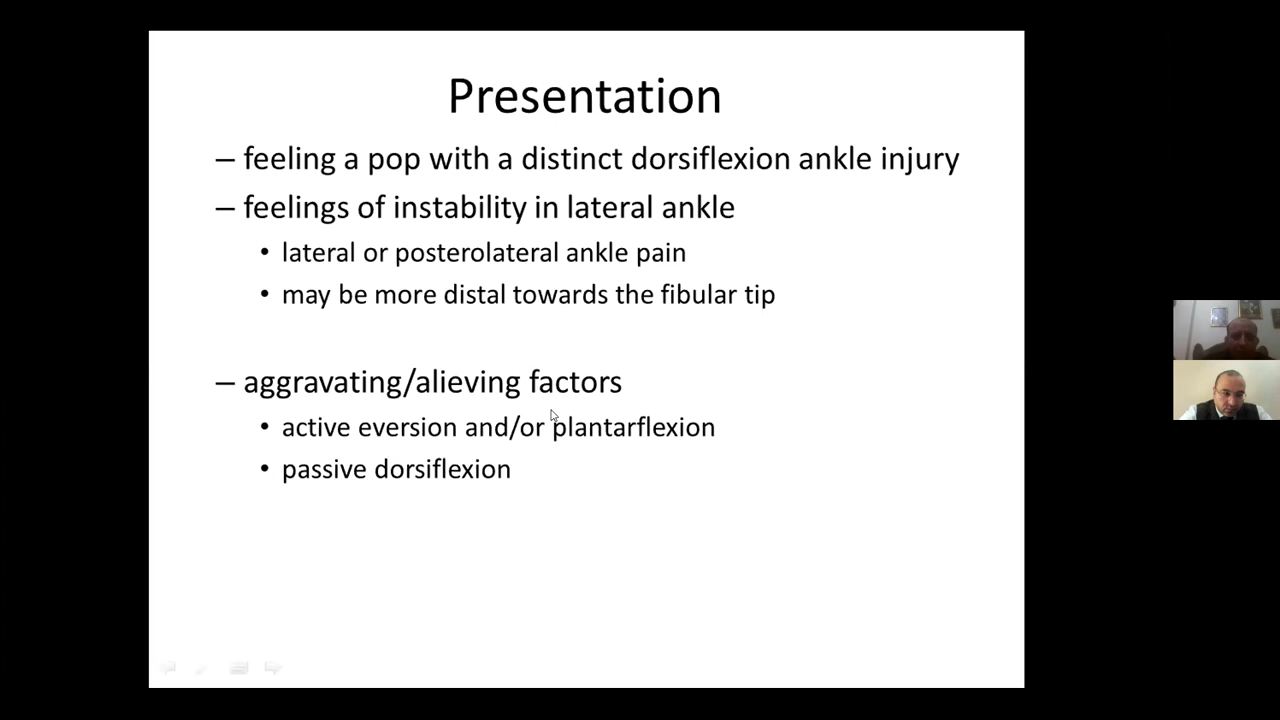 Presentation
– feeling a pop with a distinct dorsiflexion ankle injury
– feelings of instability in lateral ankle
• lateral or posterolateral ankle pain
• may be more distal towards the fibular tip
– aggravating/alieving factors
• active eversion and/or plantarflexion
• passive dorsiflexion